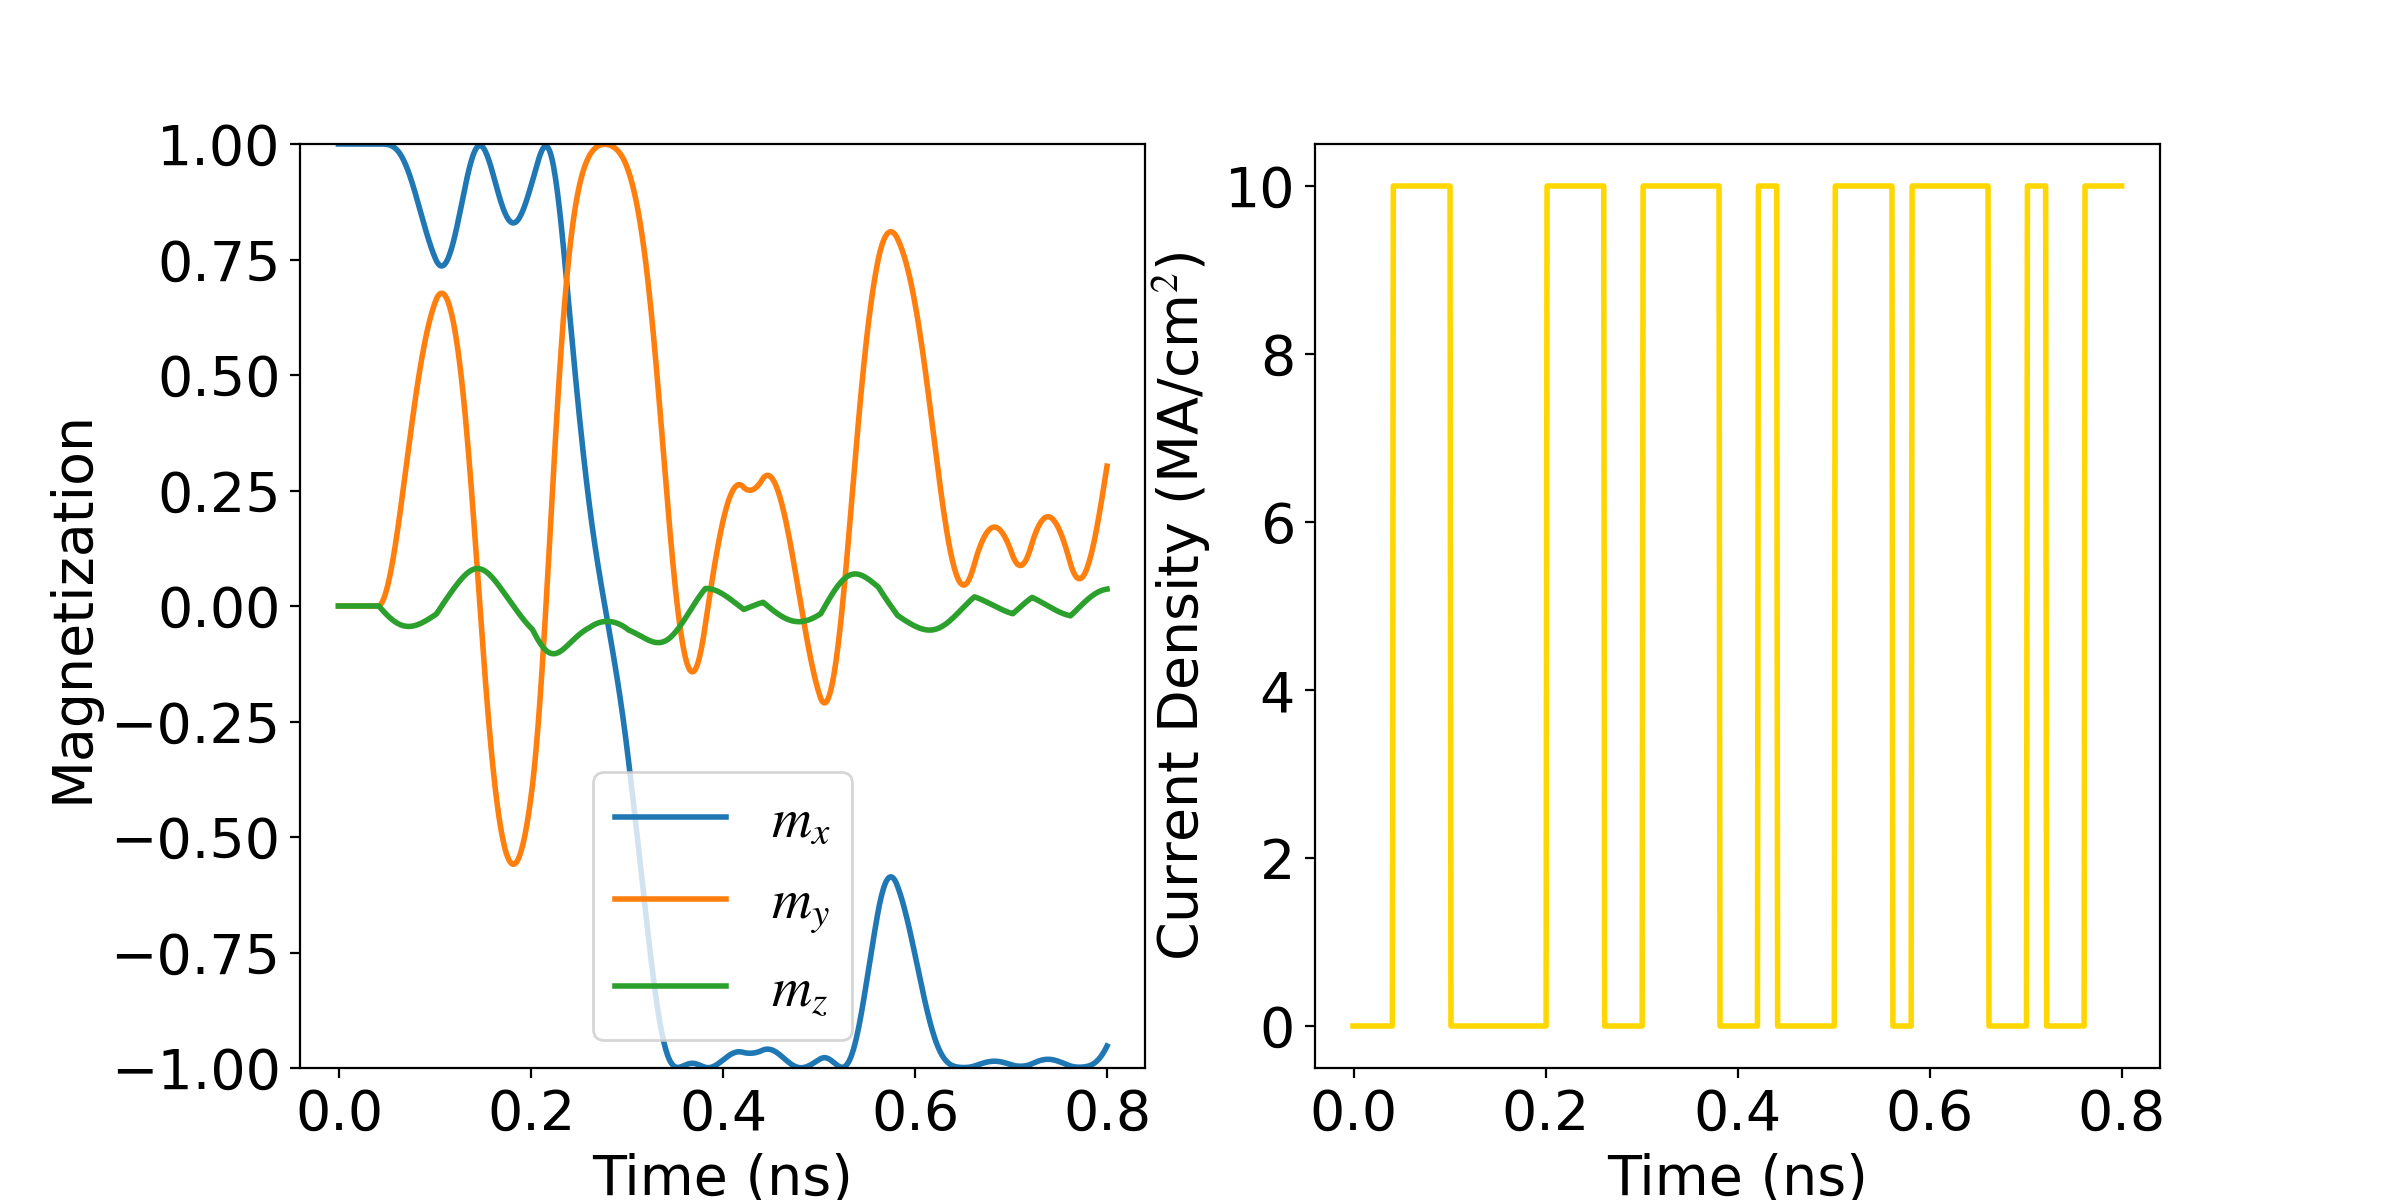 Magnetization
1.00
0.75
0.50
0.25
0.00
−0.25
−0.50
−0.75
−1.00
0.0 0.2 0.4 0.6 0.8
Time (ns)
m_x
m_y
m_z
Current Density (MA/cm²)
10
8
6
4
2
0
0.0 0.2 0.4 0.6 0.8
Time (ns)